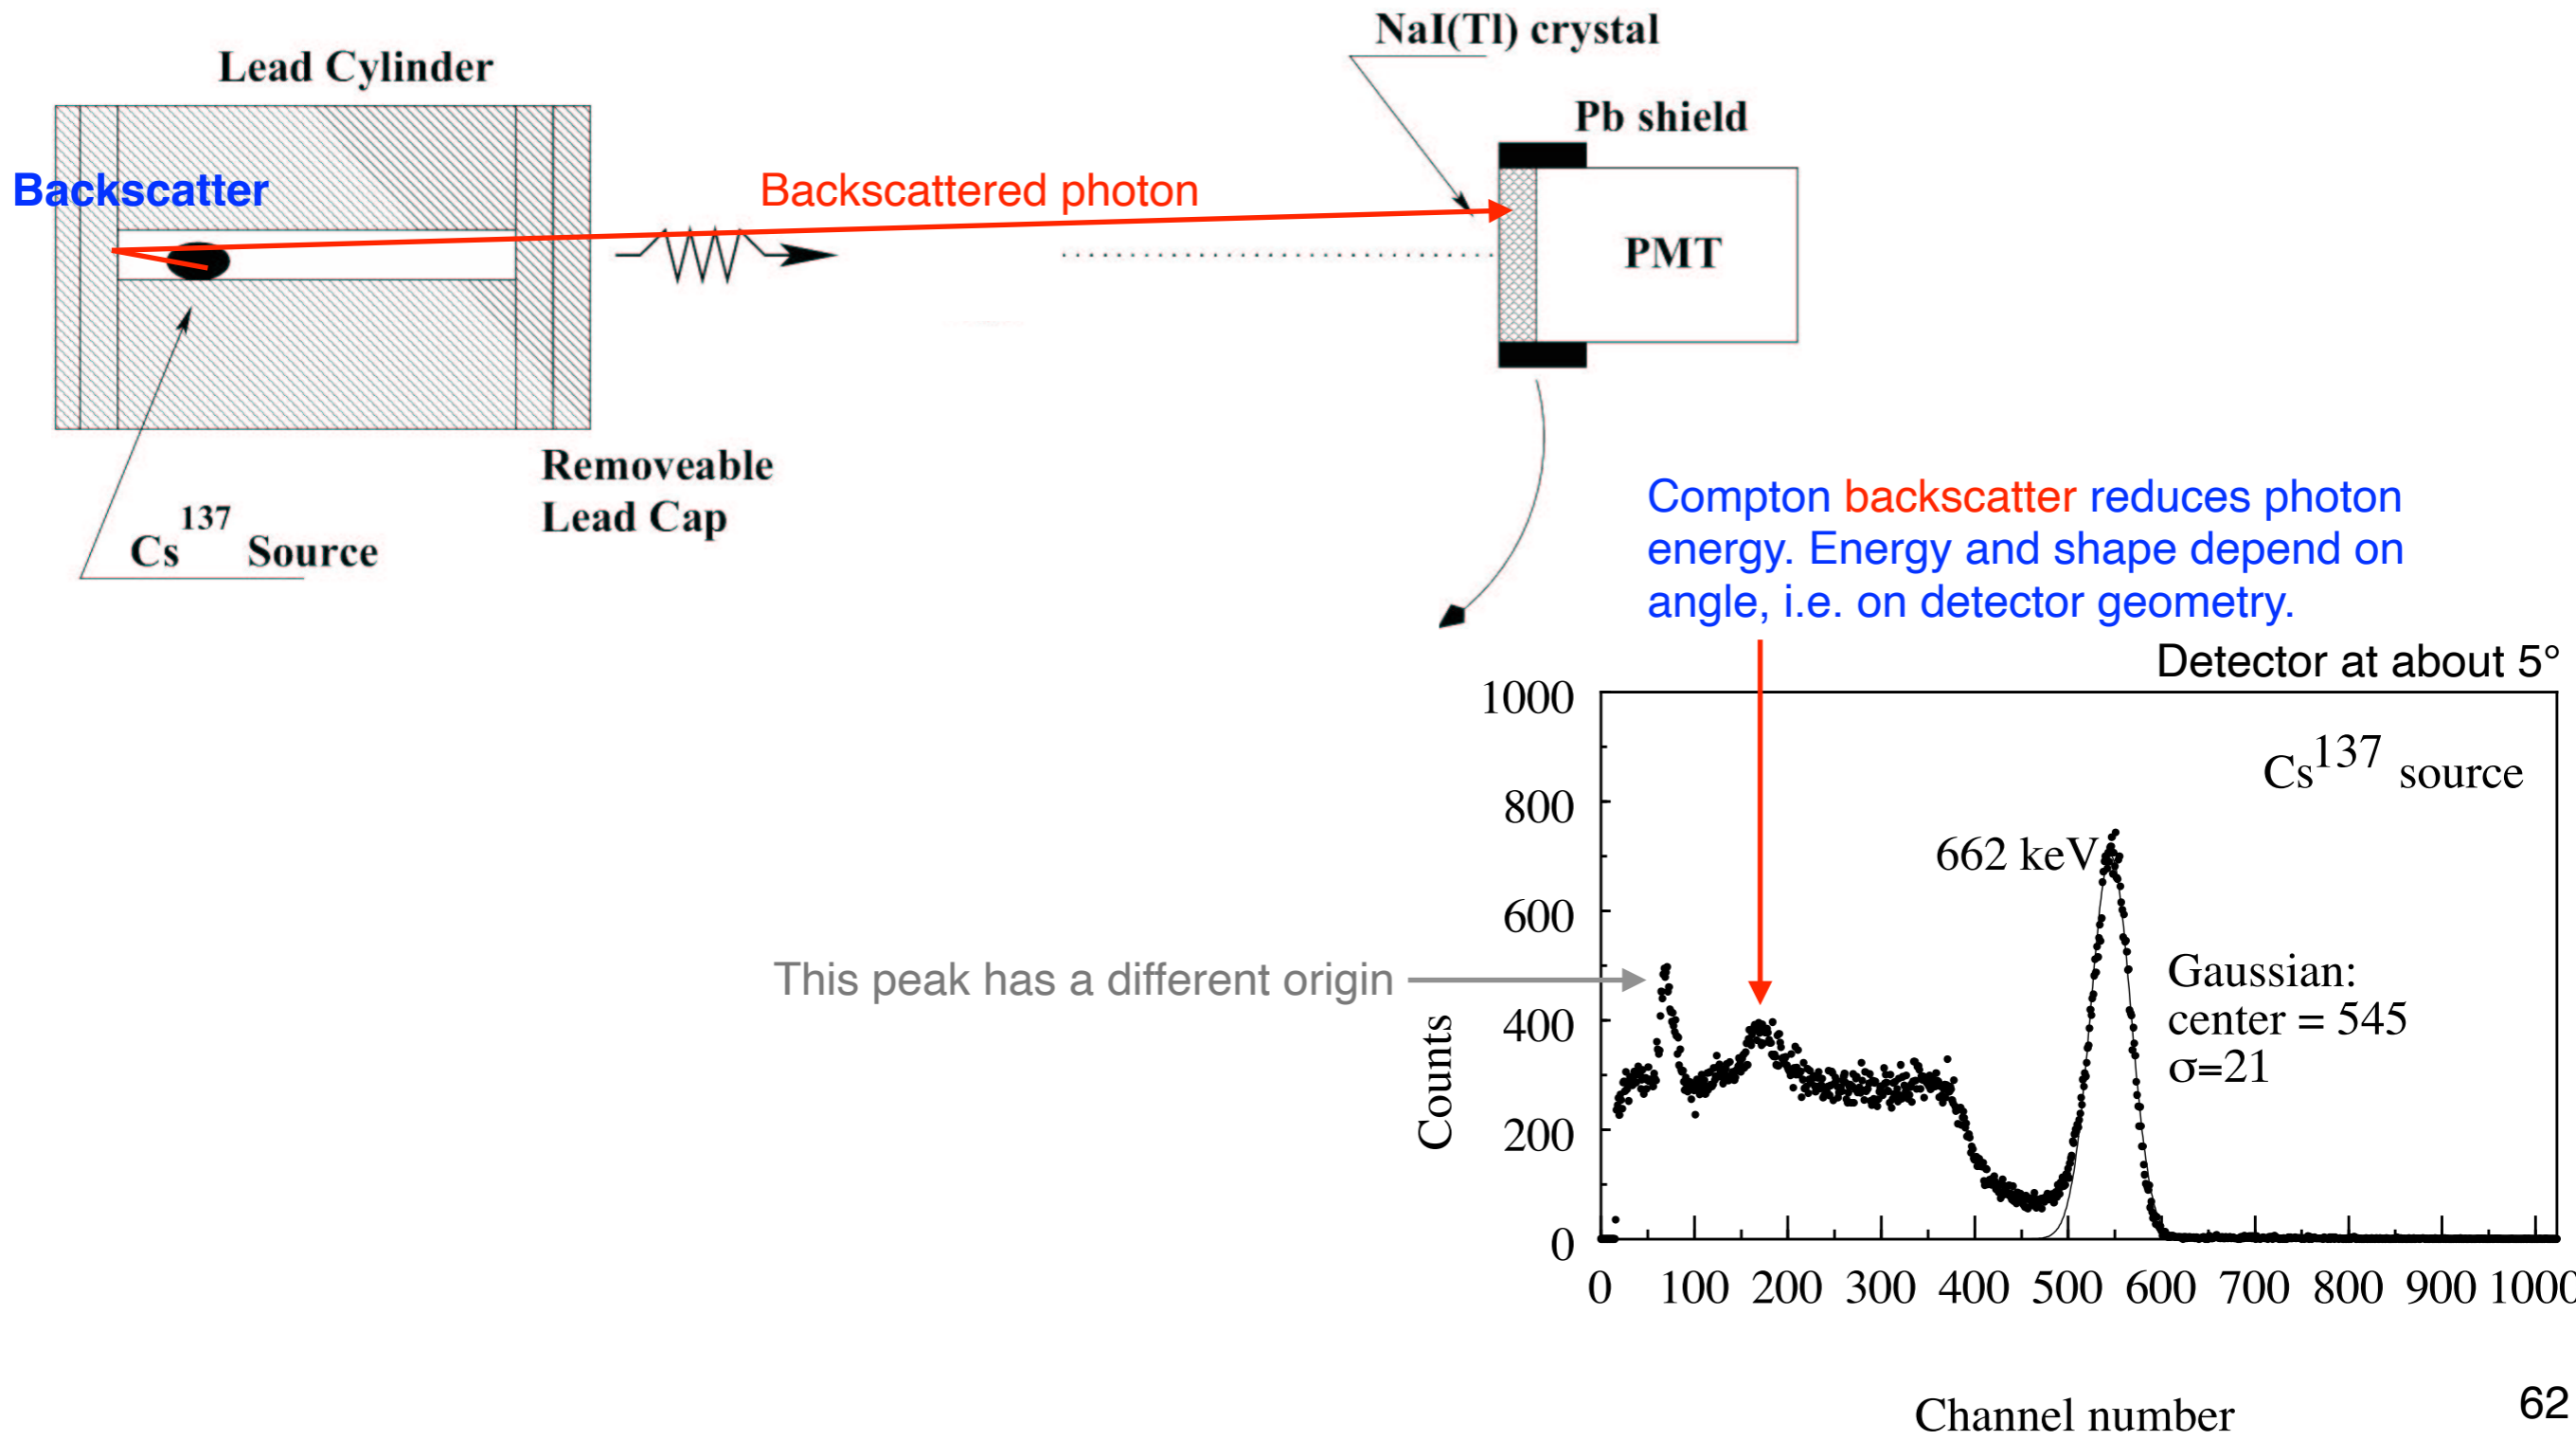 NaI(Tl) crystal
Lead Cylinder
Pb shield
Backscatter
Backscattered photon
PMT
Removeable
Lead Cap
Cs137 Source
Compton backscatter reduces photon
energy. Energy and shape depend on
angle, i.e. on detector geometry.
Detector at about 5°
1000
800
600
400
200
0
Counts
Cs137 source
662 keV
This peak has a different origin
Gaussian:
center = 545
σ=21
0 100 200 300 400 500 600 700 800 900 1000
Channel number
62